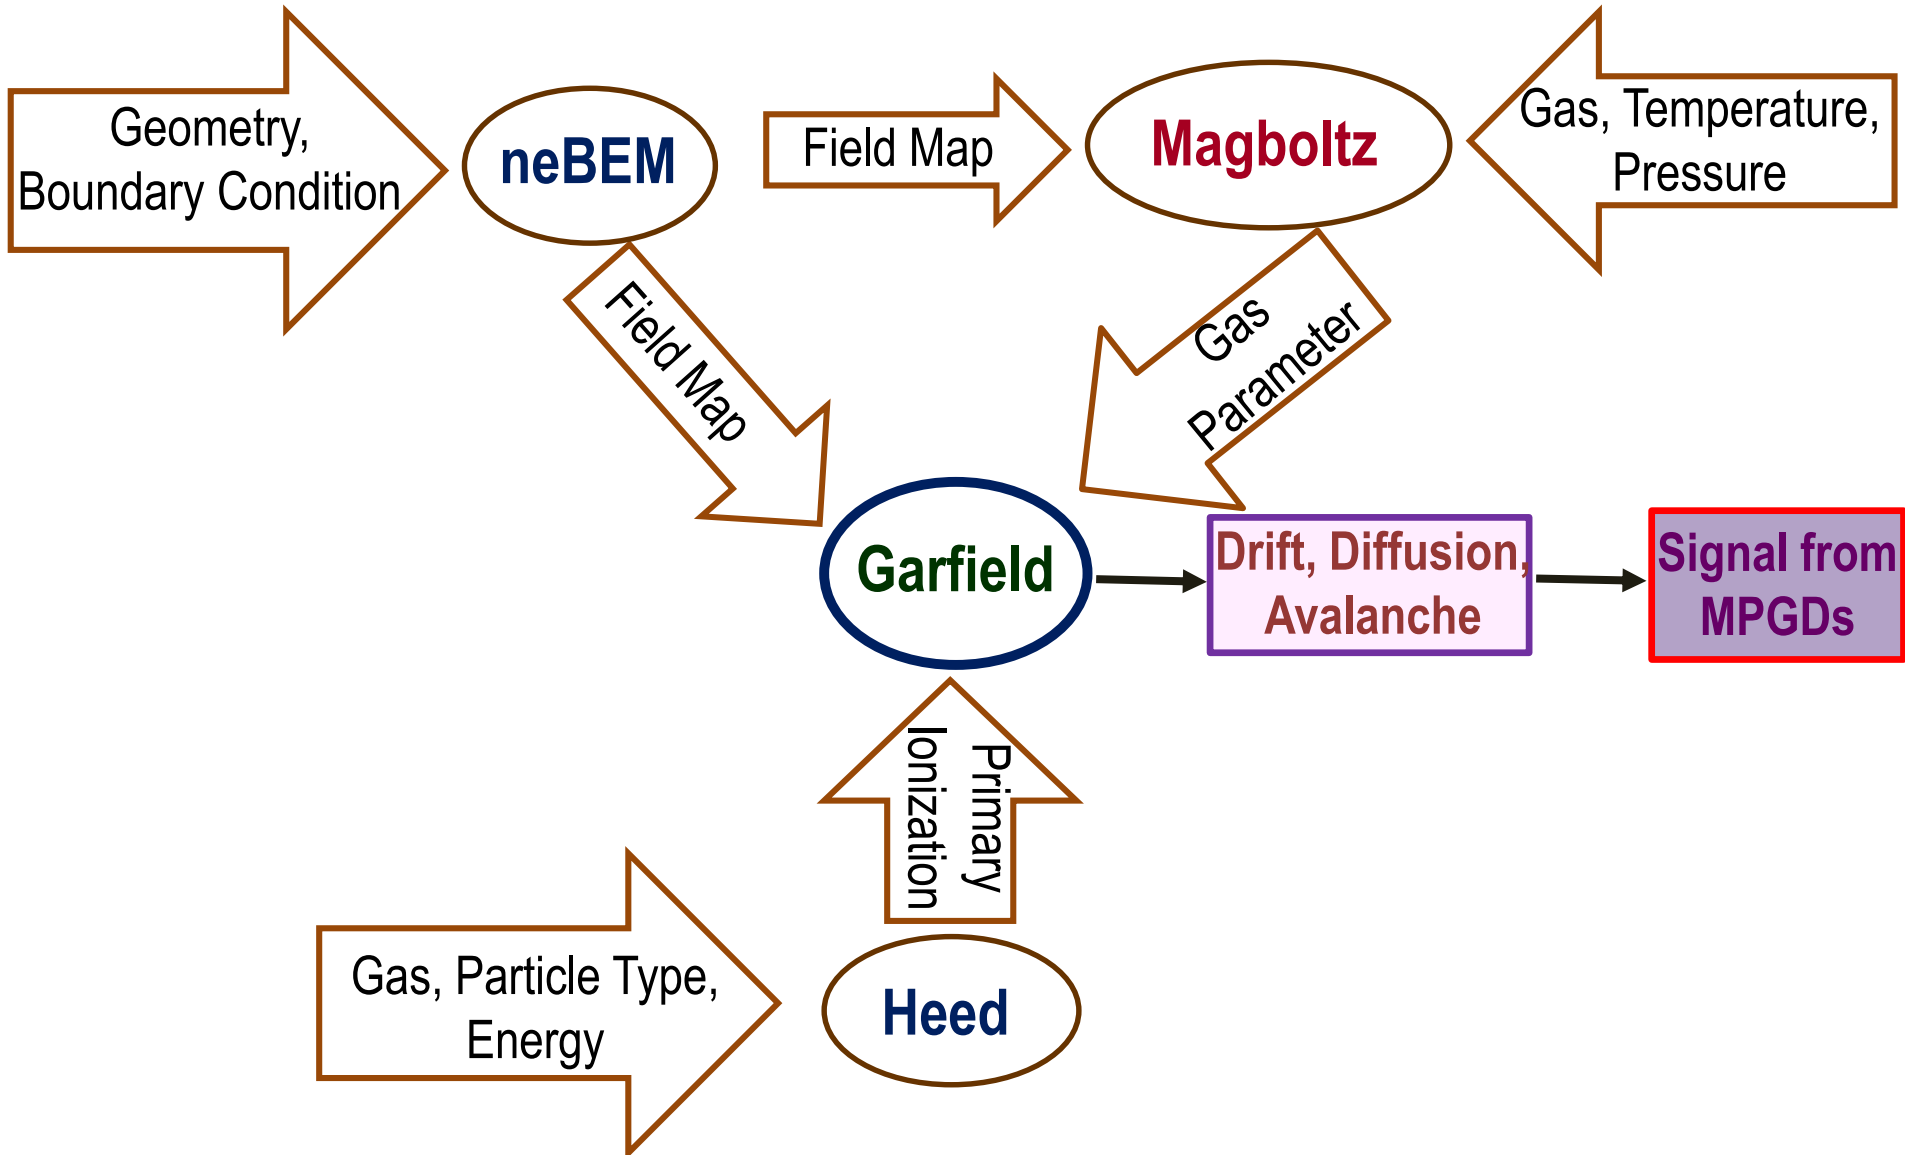 Geometry,
Boundary Condition
neBEM
Field Map
Magboltz
Gas, Temperature,
Pressure
Field Map
Gas
Parameter
Garfield
Drift, Diffusion,
Avalanche
Signal from
MPGDs
Primary
Ionization
Gas, Particle Type,
Energy
Heed